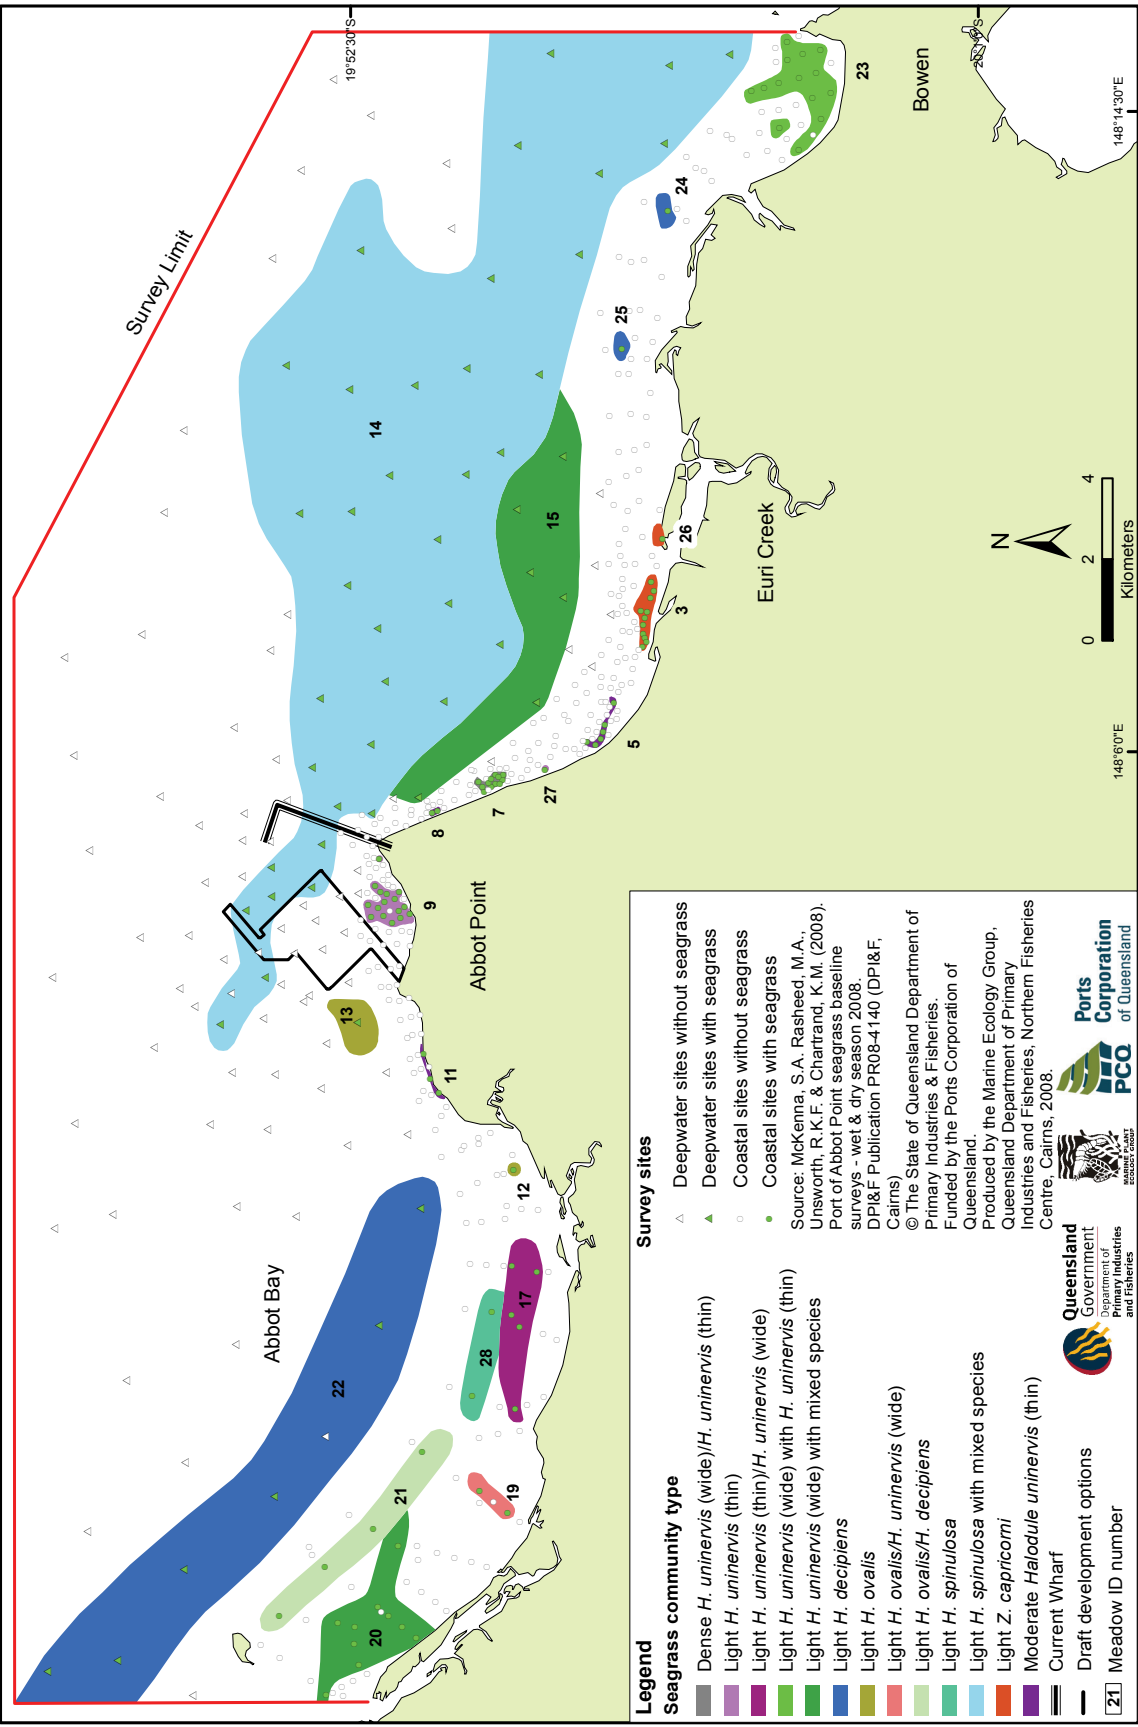 Survey Limit
19°52'30"S
20°1'0"S
148°14'30"E
148°6'0"E
Bowen
Euri Creek
Abbot Point
Abbot Bay
23
24
25
14
15
26
3
5
27
7
8
9
13
11
12
22
17
28
19
21
20
N
0 2 4
Kilometers
Legend
Seagrass community type
Dense H. uninervis (wide)/H. uninervis (thin)
Light H. uninervis (thin)
Light H. uninervis (thin)/H. uninervis (wide)
Light H. uninervis (wide) with H. uninervis (thin)
Light H. uninervis (wide) with mixed species
Light H. decipiens
Light H. ovalis
Light H. ovalis/H. uninervis (wide)
Light H. ovalis/H. decipiens
Light H. spinulosa
Light H. spinulosa with mixed species
Light Z. capricorni
Moderate Halodule uninervis (thin)
Current Wharf
Draft development options
21 Meadow ID number
Survey sites
Deepwater sites without seagrass
Deepwater sites with seagrass
Coastal sites without seagrass
Coastal sites with seagrass
Source: McKenna, S.A. Rasheed, M.A.,
Unsworth, R.K.F. & Chartrand, K.M. (2008).
Port of Abbot Point seagrass baseline
surveys - wet & dry season 2008.
DPI&F Publication PR08-4140 (DPI&F,
Cairns)
© The State of Queensland Department of
Primary Industries & Fisheries.
Funded by the Ports Corporation of
Queensland.
Produced by the Marine Ecology Group,
Queensland Department of Primary
Industries and Fisheries, Northern Fisheries
Centre, Cairns, 2008.
Queensland
Government
Department of
Primary Industries
and Fisheries
MARINE PLANT
ECOLOGY GROUP
PCQ
Ports
Corporation
of Queensland